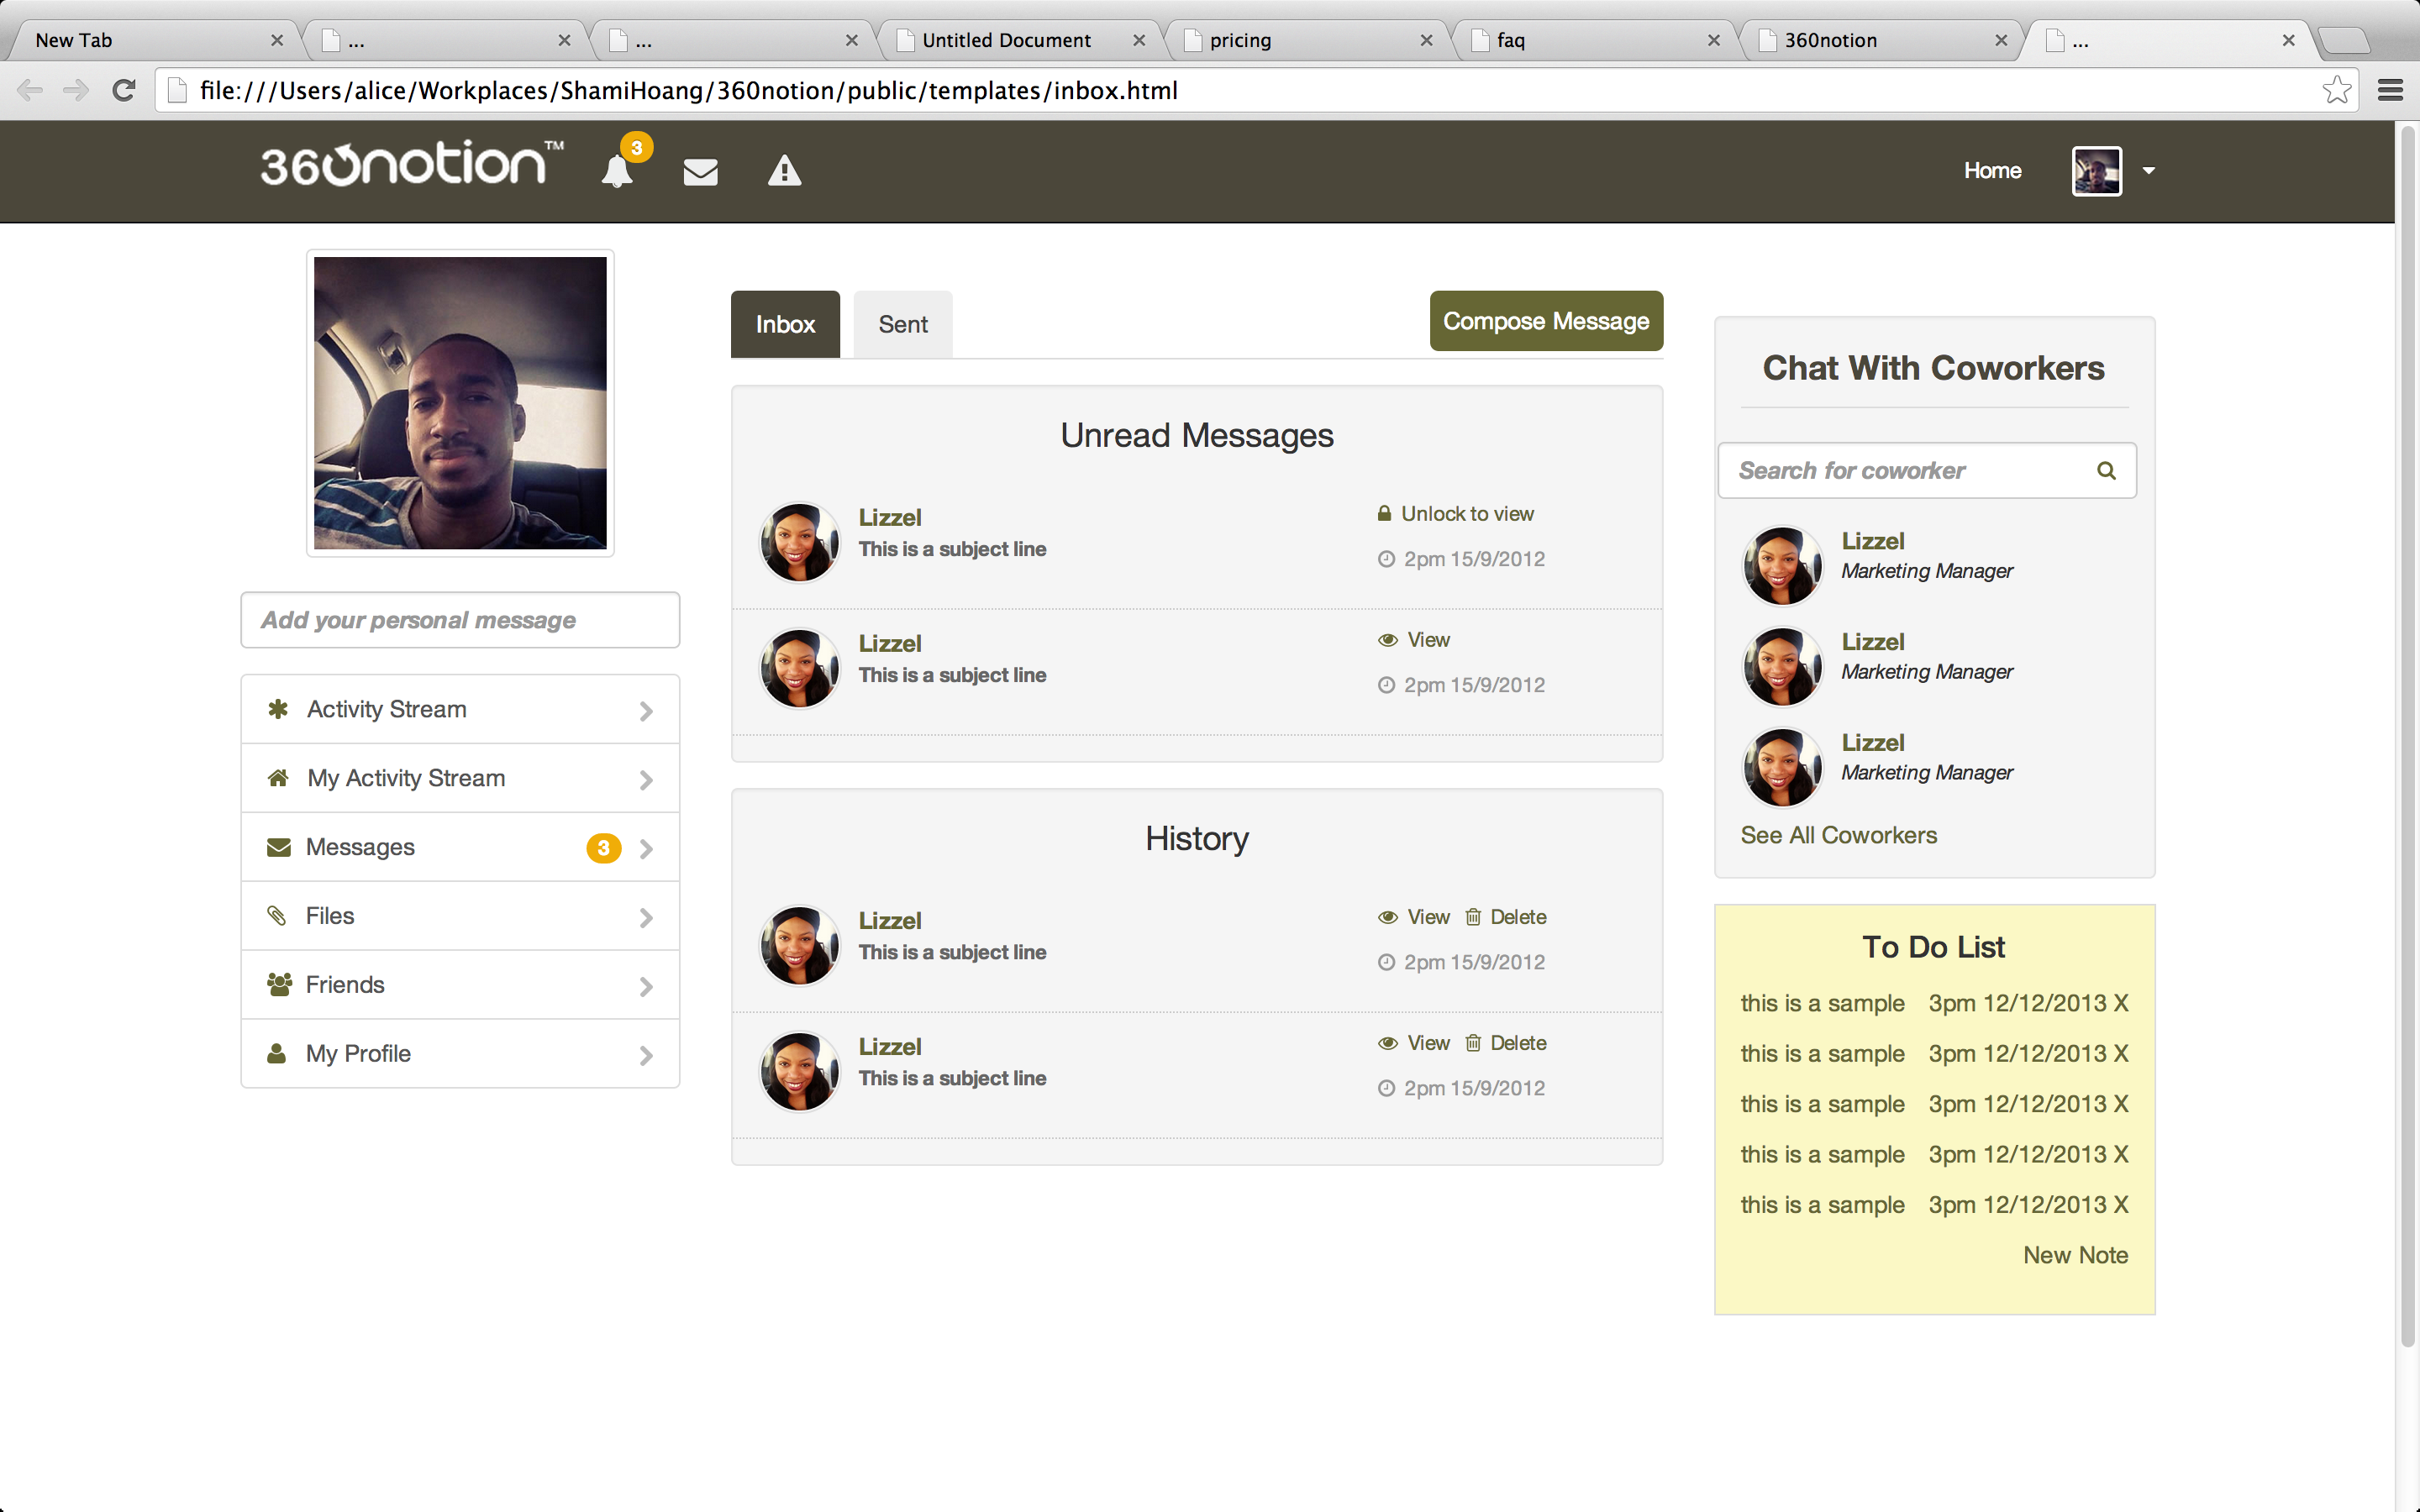 New Tab
...
...
Untitled Document
pricing
faq
360notion
...
file:///Users/alice/Workplaces/ShamiHoang/360notion/public/templates/inbox.html
360notion™
3
Home
Add your personal message
Activity Stream
My Activity Stream
Messages 3
Files
Friends
My Profile
Inbox
Sent
Compose Message
Unread Messages
Lizzel
This is a subject line
Unlock to view
2pm 15/9/2012
Lizzel
This is a subject line
View
2pm 15/9/2012
History
Lizzel
This is a subject line
View Delete
2pm 15/9/2012
Lizzel
This is a subject line
View Delete
2pm 15/9/2012
Chat With Coworkers
Search for coworker
Lizzel
Marketing Manager
Lizzel
Marketing Manager
Lizzel
Marketing Manager
See All Coworkers
To Do List
this is a sample 3pm 12/12/2013 X
this is a sample 3pm 12/12/2013 X
this is a sample 3pm 12/12/2013 X
this is a sample 3pm 12/12/2013 X
this is a sample 3pm 12/12/2013 X
New Note